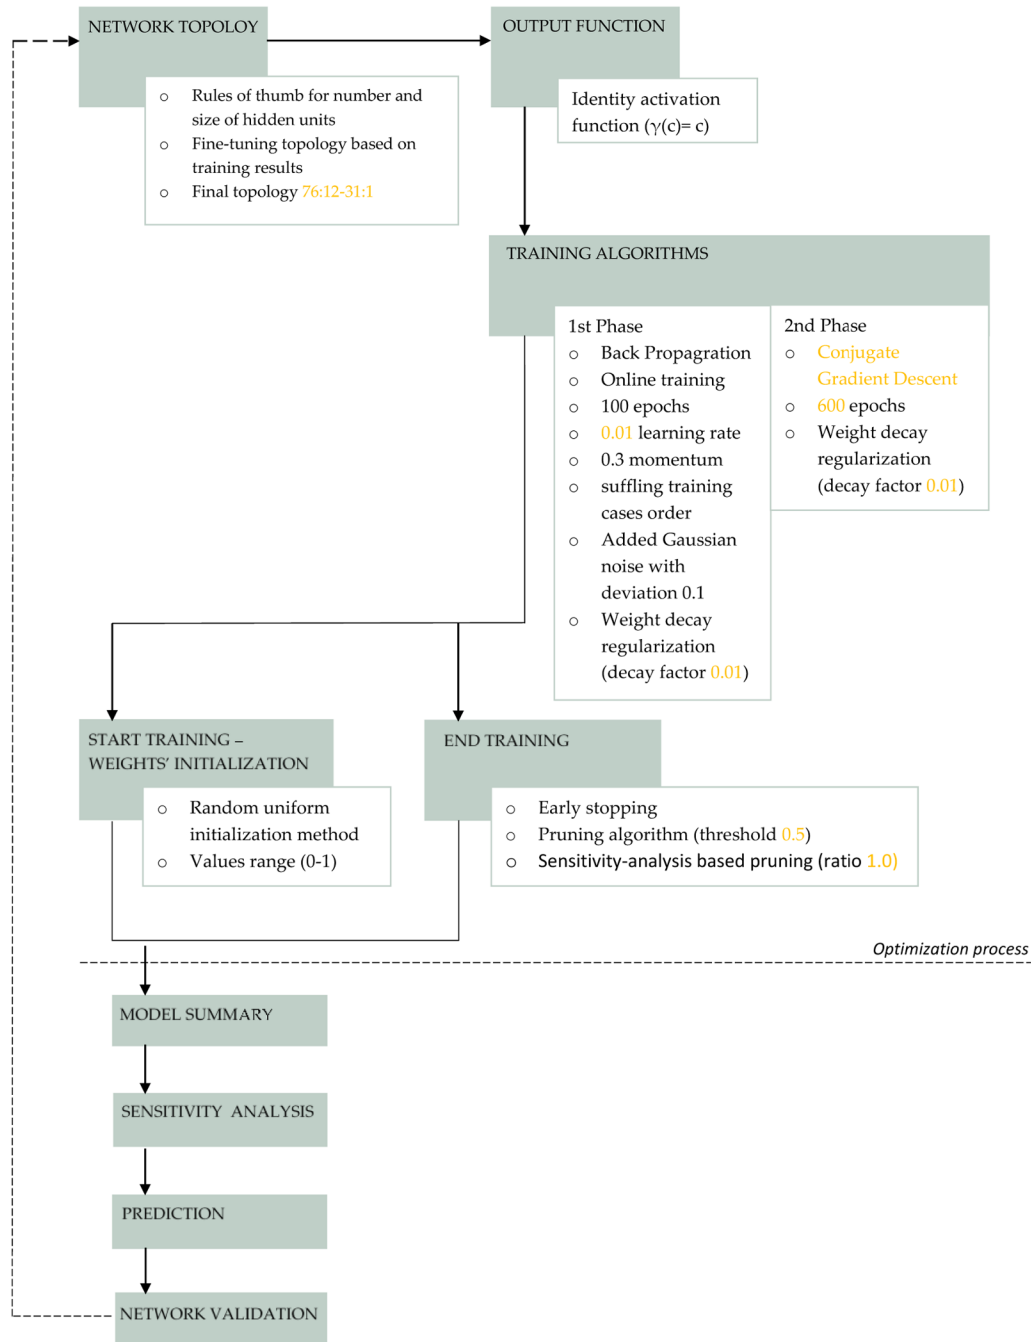 NETWORK TOPOLOY
○ Rules of thumb for number and
size of hidden units
○ Fine-tuning topology based on
training results
○ Final topology 76:12-31:1
OUTPUT FUNCTION
Identity activation
function (γ(c)= c)
TRAINING ALGORITHMS
1st Phase
○ Back Propagration
○ Online training
○ 100 epochs
○ 0.01 learning rate
○ 0.3 momentum
○ suffling training
cases order
○ Added Gaussian
noise with
deviation 0.1
○ Weight decay
regularization
(decay factor 0.01)
2nd Phase
○ Conjugate
Gradient Descent
○ 600 epochs
○ Weight decay
regularization
(decay factor 0.01)
START TRAINING –
WEIGHTS’ INITIALIZATION
○ Random uniform
initialization method
○ Values range (0-1)
END TRAINING
○ Early stopping
○ Pruning algorithm (threshold 0.5)
○ Sensitivity-analysis based pruning (ratio 1.0)
Optimization process
MODEL SUMMARY
SENSITIVITY ANALYSIS
PREDICTION
NETWORK VALIDATION